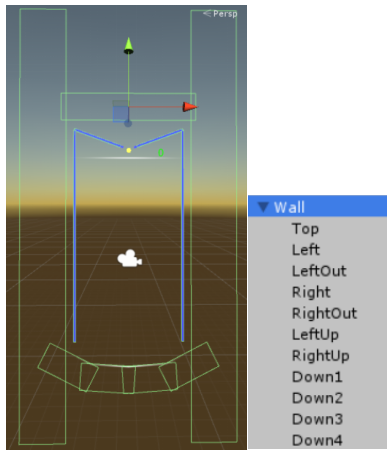 <Persp
Wall
Top
Left
LeftOut
Right
RightOut
LeftUp
RightUp
Down1
Down2
Down3
Down4